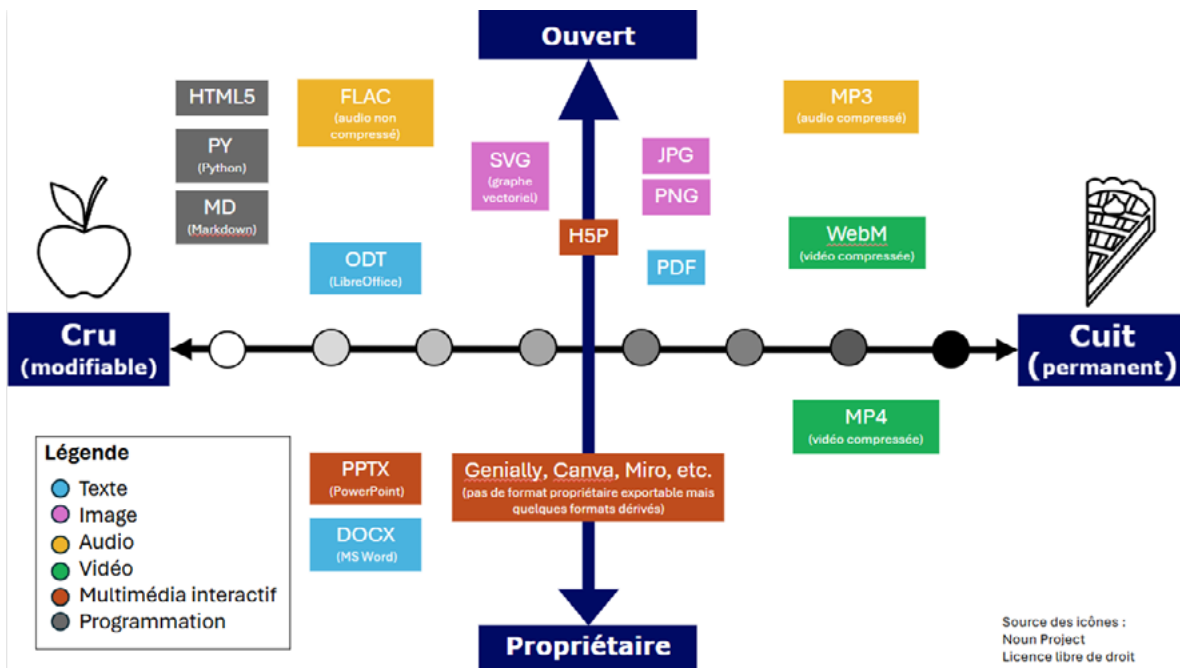 Ouvert
HTML5
FLAC
(audio non
compressé)
MP3
(audio compressé)
PY
(Python)
SVG
(graphe
vectoriel)
JPG
PNG
MD
(Markdown)
H5P
WebM
(vidéo compressée)
ODT
(LibreOffice)
PDF
Cru
(modifiable)
Cuit
(permanent)
MP4
(vidéo compressée)
Légende
Texte
Image
Audio
Vidéo
Multimédia interactif
Programmation
PPTX
(PowerPoint)
Genially, Canva, Miro, etc.
(pas de format propriétaire exportable mais
quelques formats dérivés)
DOCX
(MS Word)
Propriétaire
Source des icônes :
Noun Project
Licence libre de droit